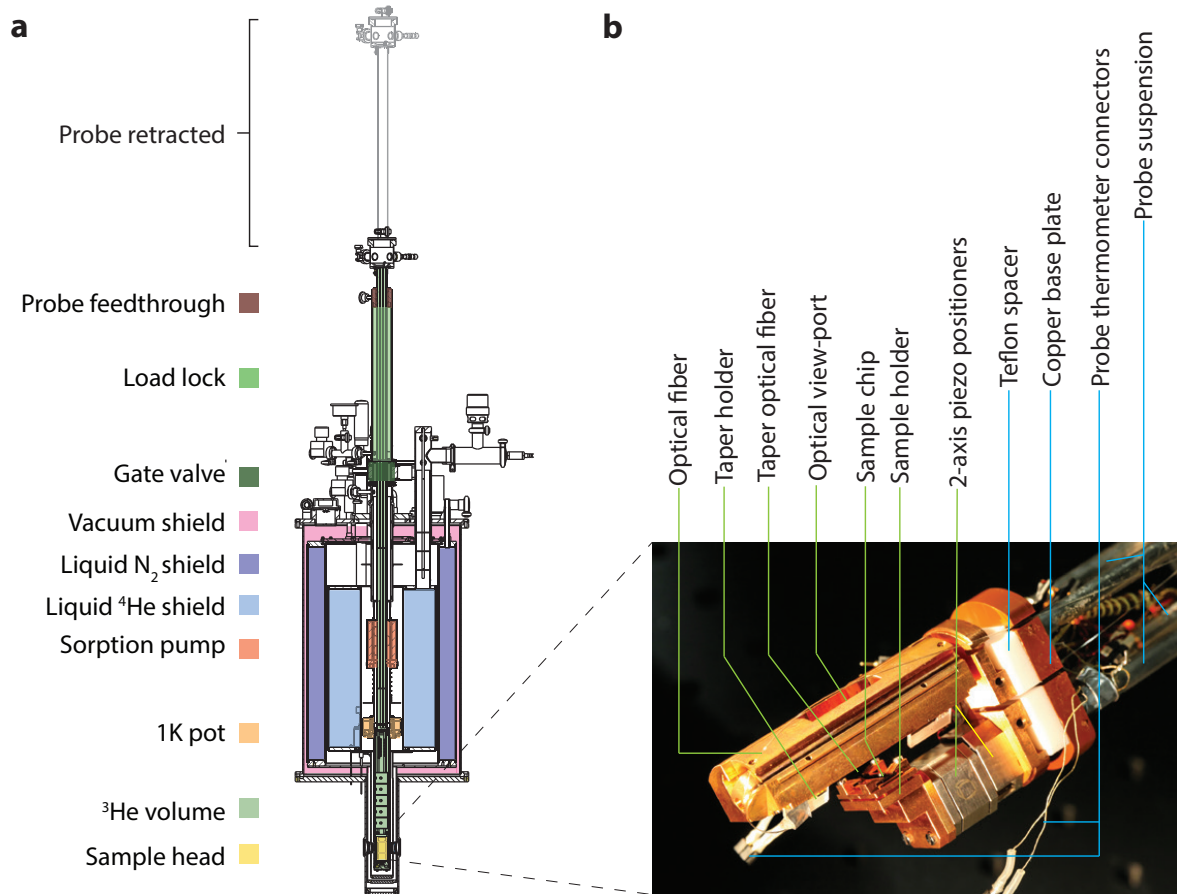 a
Probe retracted
Probe feedthrough
Load lock
Gate valve
Vacuum shield
Liquid N₂ shield
Liquid ⁴He shield
Sorption pump
1K pot
³He volume
Sample head
b
Optical fiber
Taper holder
Taper optical fiber
Optical view-port
Sample chip
Sample holder
2-axis piezo positioners
Teflon spacer
Copper base plate
Probe thermometer connectors
Probe suspension